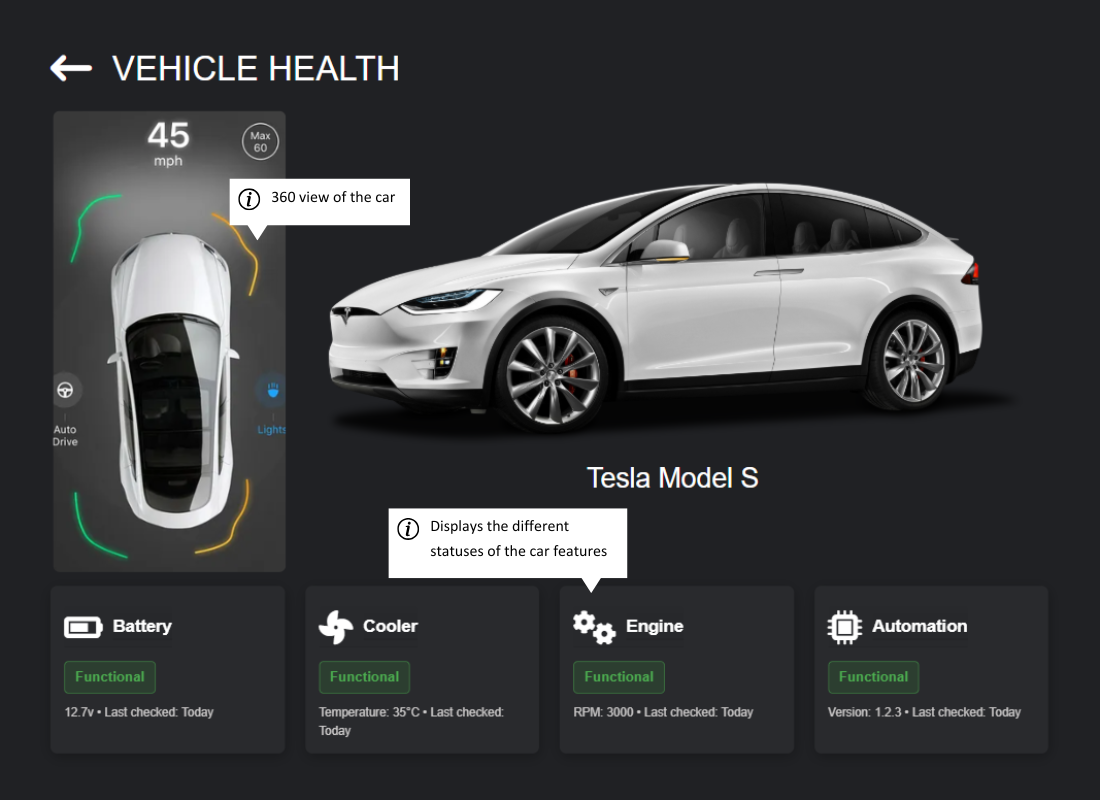 VEHICLE HEALTH
45
mph
Max
60
360 view of the car
Auto
Drive
Lights
Tesla Model S
Displays the different
statuses of the car features
Battery
Functional
12.7v • Last checked: Today
Cooler
Functional
Temperature: 35°C • Last checked:
Today
Engine
Functional
RPM: 3000 • Last checked: Today
Automation
Functional
Version: 1.2.3 • Last checked: Today